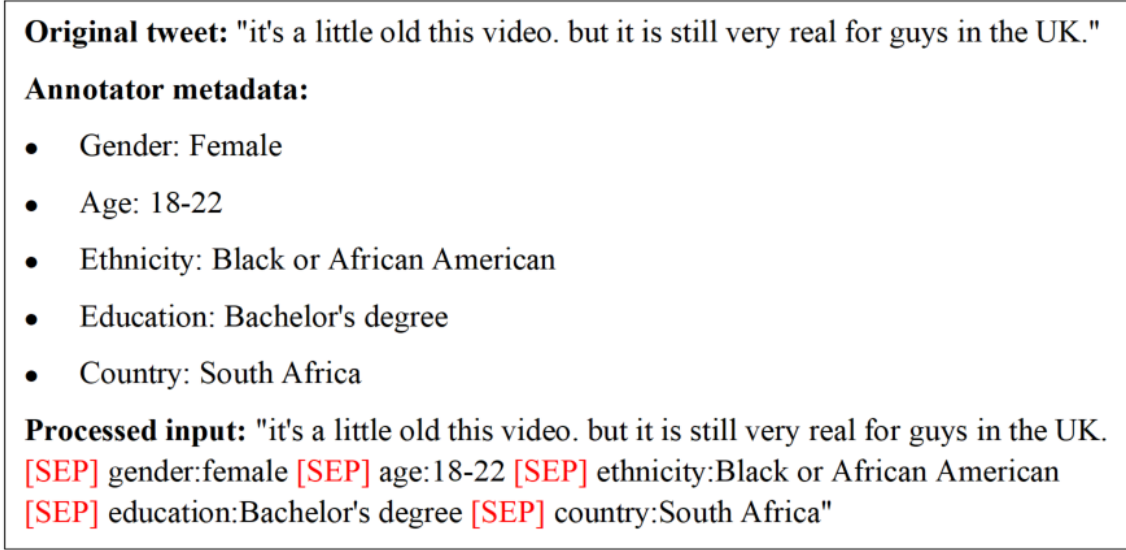 Original tweet: "it's a little old this video. but it is still very real for guys in the UK."
Annotator metadata:
• Gender: Female
• Age: 18-22
• Ethnicity: Black or African American
• Education: Bachelor's degree
• Country: South Africa
Processed input: "it's a little old this video. but it is still very real for guys in the UK.
[SEP] gender:female [SEP] age:18-22 [SEP] ethnicity:Black or African American
[SEP] education:Bachelor's degree [SEP] country:South Africa"